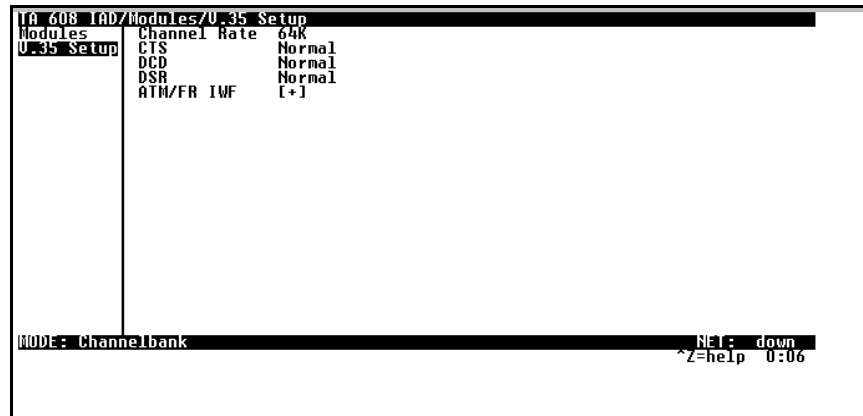 TA 608 IAD/Modules/V.35 Setup
Modules Channel Rate 64K
V.35 Setup CTS Normal
DCD Normal
DSR Normal
ATM/FR IWF [+]
MODE: Channelbank NET: down
^Z=help 0:06